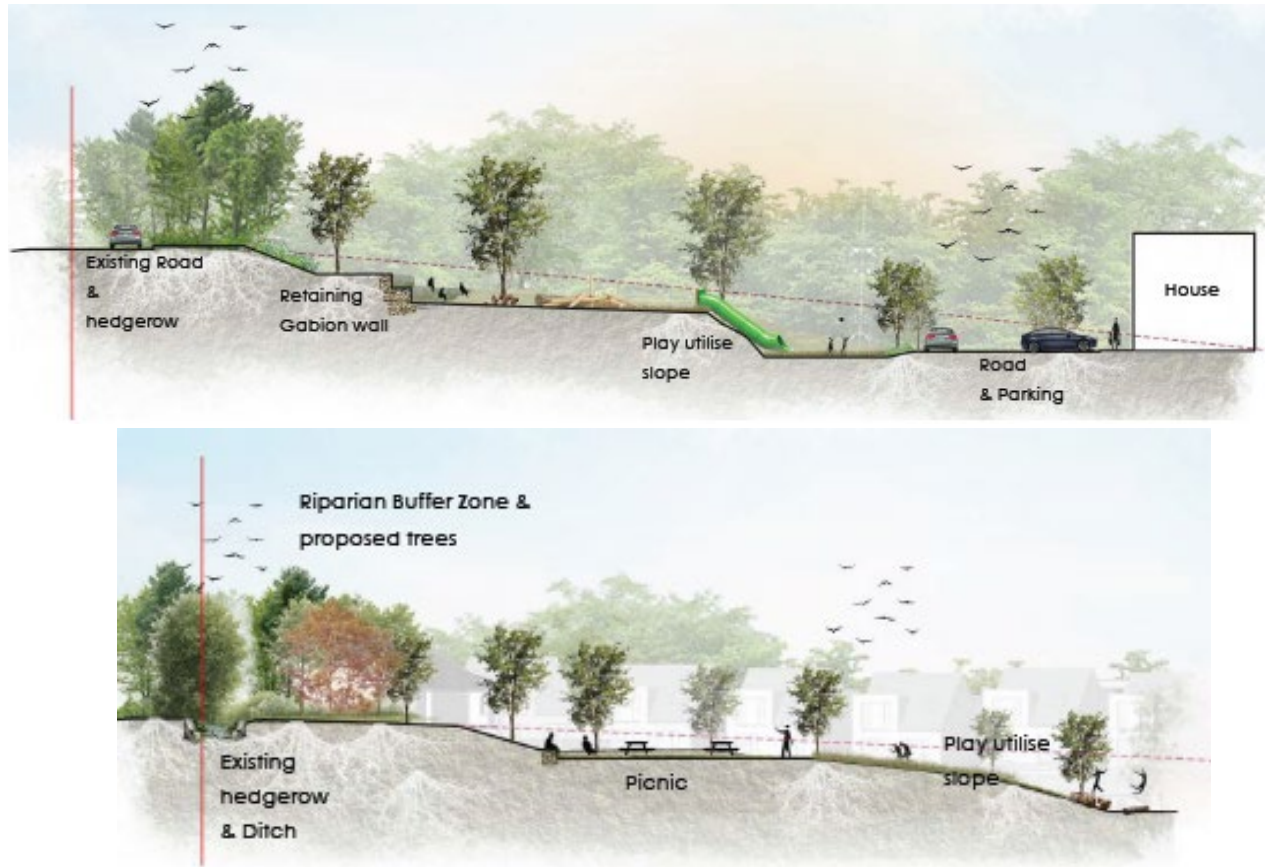 Existing Road
&
hedgerow
Retaining
Gabion wall
Play utilise
slope
Road
& Parking
House
Riparian Buffer Zone &
proposed trees
Existing
hedgerow
& Ditch
Picnic
Play utilise
slope